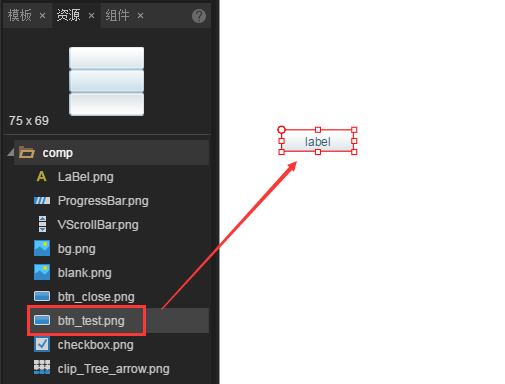 模板 × 资源 × 组件 × ?
75 x 69
label
comp
LaBel.png
ProgressBar.png
VScrollBar.png
bg.png
blank.png
btn_close.png
btn_test.png
checkbox.png
clip_Tree_arrow.png